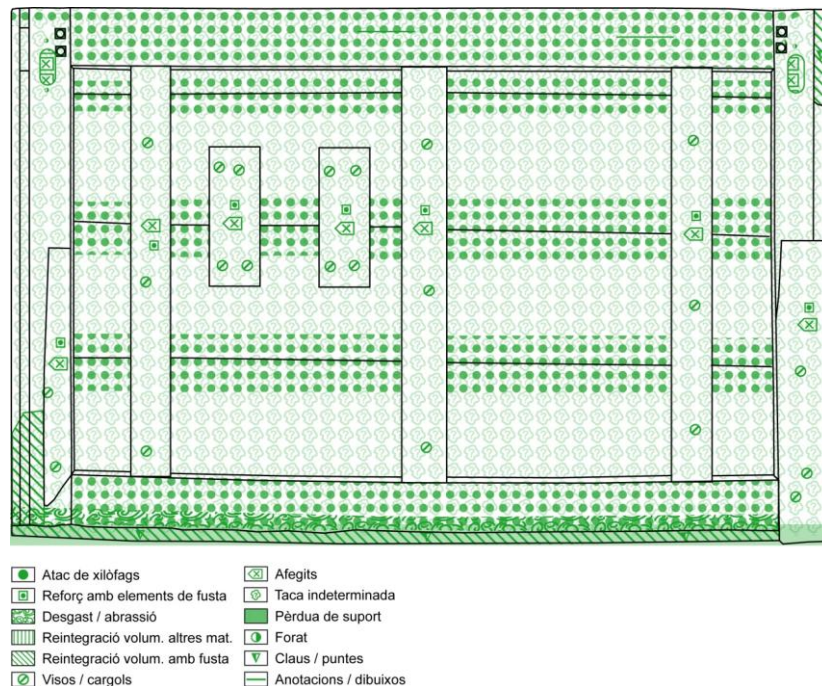 Atac de xilòfags
Reforç amb elements de fusta
Desgast / abrassió
Reintegració volum. altres mat.
Reintegració volum. amb fusta
Visos / cargols
Afegits
Taca indeterminada
Pèrdua de suport
Forat
Claus / puntes
Anotacions / dibuixos